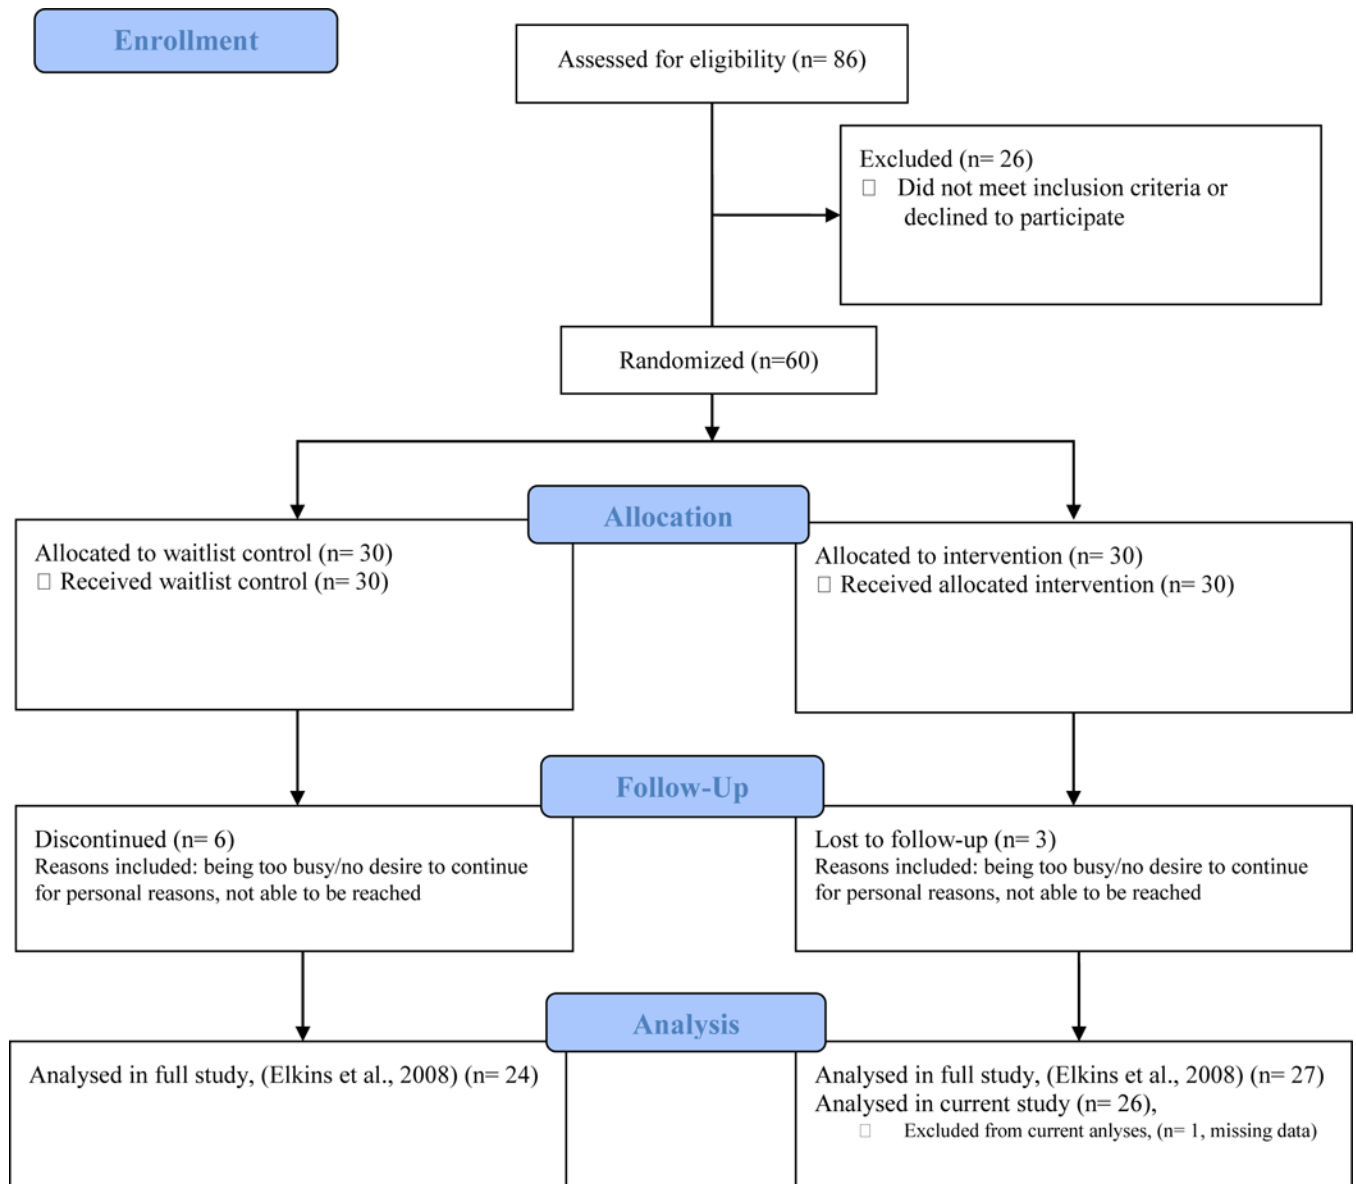 Enrollment
Assessed for eligibility (n= 86)
Excluded (n= 26)
Did not meet inclusion criteria or
declined to participate
Randomized (n=60)
Allocation
Allocated to waitlist control (n= 30)
Received waitlist control (n= 30)
Allocated to intervention (n= 30)
Received allocated intervention (n= 30)
Follow-Up
Discontinued (n= 6)
Reasons included: being too busy/no desire to continue
for personal reasons, not able to be reached
Lost to follow-up (n= 3)
Reasons included: being too busy/no desire to continue
for personal reasons, not able to be reached
Analysis
Analysed in full study, (Elkins et al., 2008) (n= 24)
Analysed in full study, (Elkins et al., 2008) (n= 27)
Analysed in current study (n= 26),
Excluded from current anlyses, (n= 1, missing data)